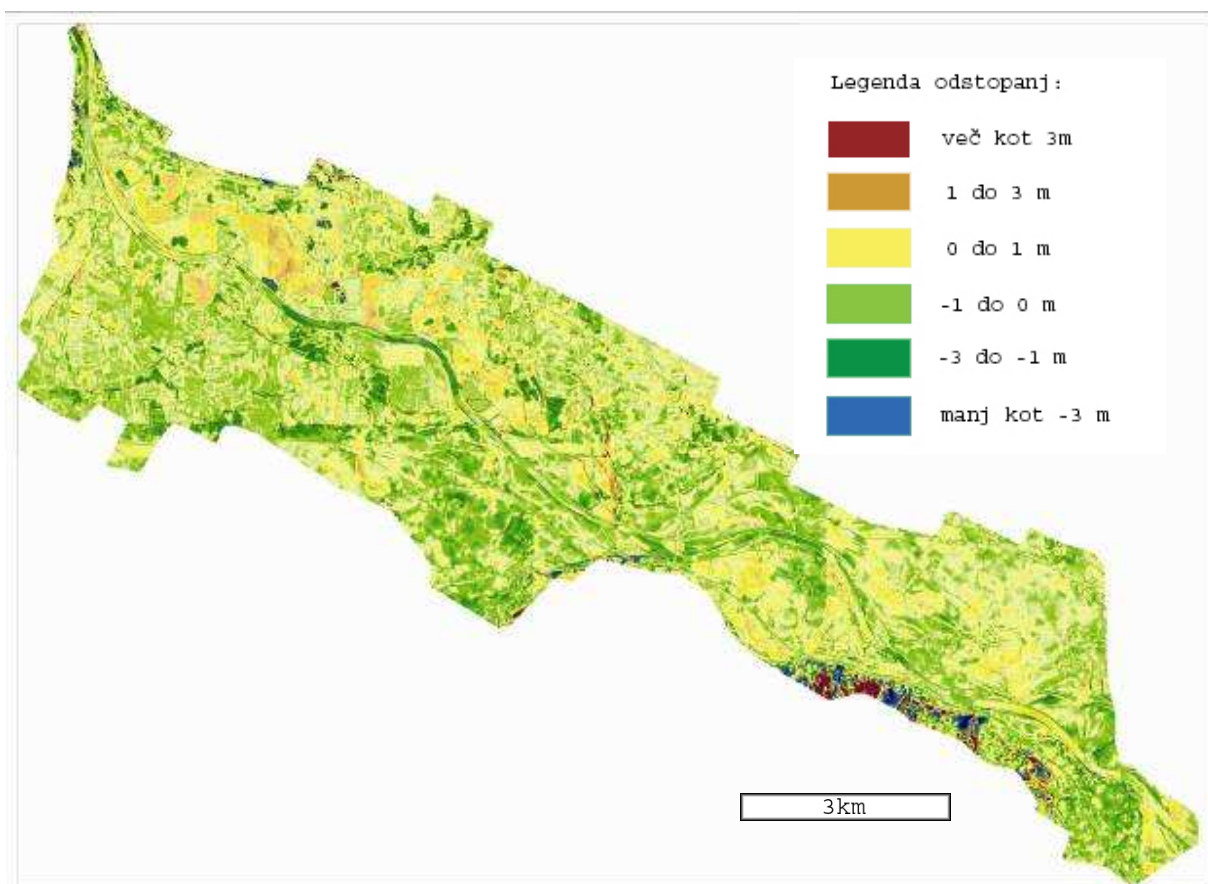 Legenda odstopanj:
več kot 3m
1 do 3 m
0 do 1 m
-1 do 0 m
-3 do -1 m
manj kot -3 m
3km